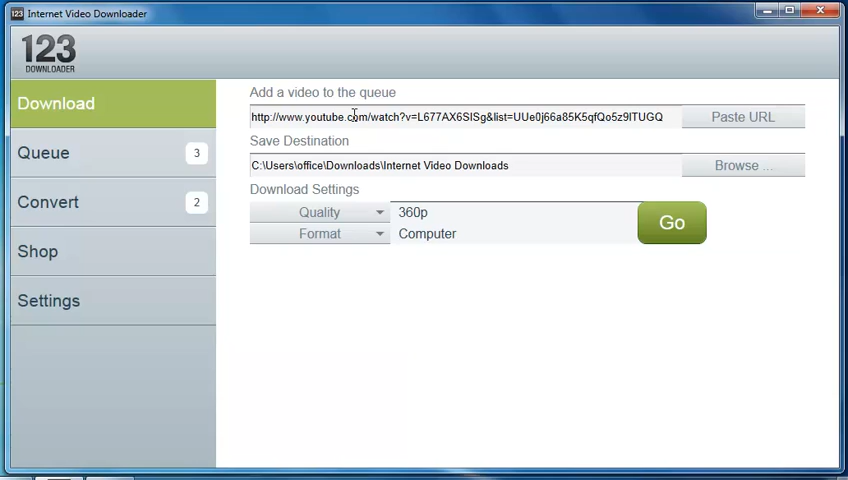 Internet Video Downloader
123
DOWNLOADER
Download
Queue 3
Convert 2
Shop
Settings
Add a video to the queue
http://www.youtube.com/watch?v=L677AX6SISg&list=UUe0j66a85K5qfQo5z9ITUGQ Paste URL
Save Destination
C:\Users\office\Downloads\Internet Video Downloads Browse ...
Download Settings
Quality 360p
Format Computer
Go